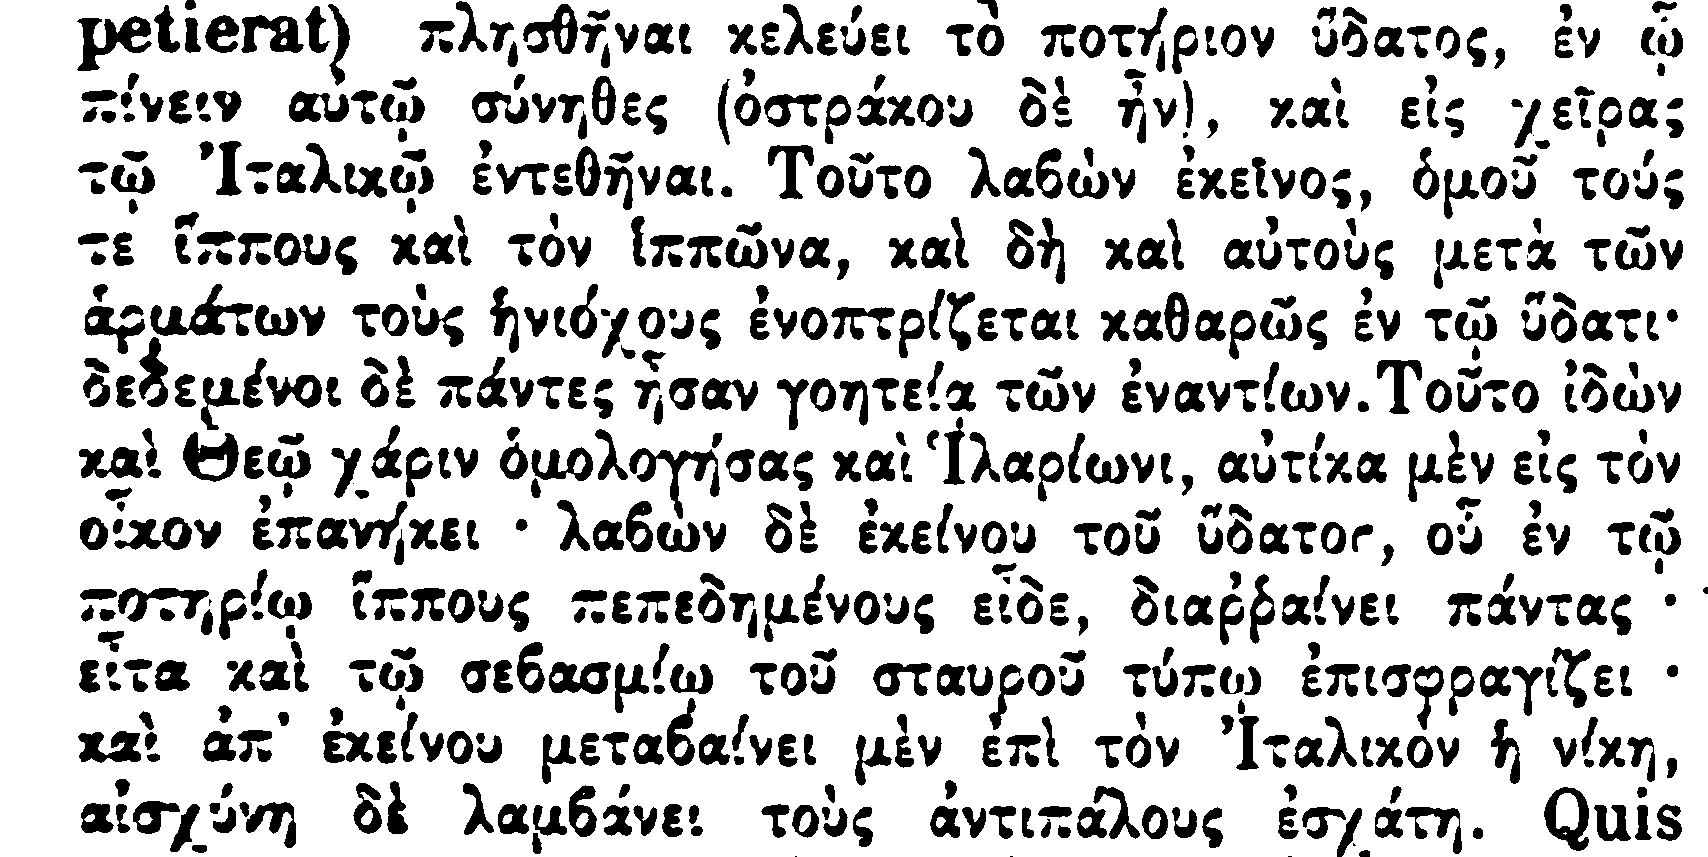 petierat) πλησθῆναι κελεύει τὸ ποτήριον ὕδατος, ἐν ᾧ
πίνειν αὐτῷ σύνηθες (ὀστράκου δὲ ἦν), καὶ εἰς χεῖρας
τῷ Ἰταλικῷ ἐντεθῆναι. Τοῦτο λαϐὼν ἐκεῖνος, ὁμοῦ τούς
τε ἵππους καὶ τὸν ἱππῶνα, καὶ δὴ καὶ αὐτοὺς μετὰ τῶν
ἁρμάτων τοὺς ἡνιόχους ἐνοπτρίζεται καθαρῶς ἐν τῷ ὕδατι·
δεδεμένοι δὲ πάντες ἦσαν γοητείᾳ τῶν ἐναντίων. Τοῦτο ἰδὼν
καὶ Θεῷ χάριν ὁμολογήσας καὶ Ἱλαρίωνι, αὐτίκα μὲν εἰς τὸν
οἶκον ἐπανήκει · λαϐὼν δὲ ἐκείνου τοῦ ὕδατος, οὗ ἐν τῷ
ποτηρίῳ ἵππους πεπεδημένους εἶδε, διαῤῥαίνει πάντας ·
εἶτα καὶ τῷ σεϐασμίῳ τοῦ σταυροῦ τύπῳ ἐπισφραγίζει ·
καὶ ἀπ' ἐκείνου μεταϐαίνει μὲν ἐπὶ τὸν Ἰταλικὸν ἡ νίκη,
αἰσχύνη δὲ λαμϐάνει τοὺς ἀντιπάλους ἐσχάτη. Quis